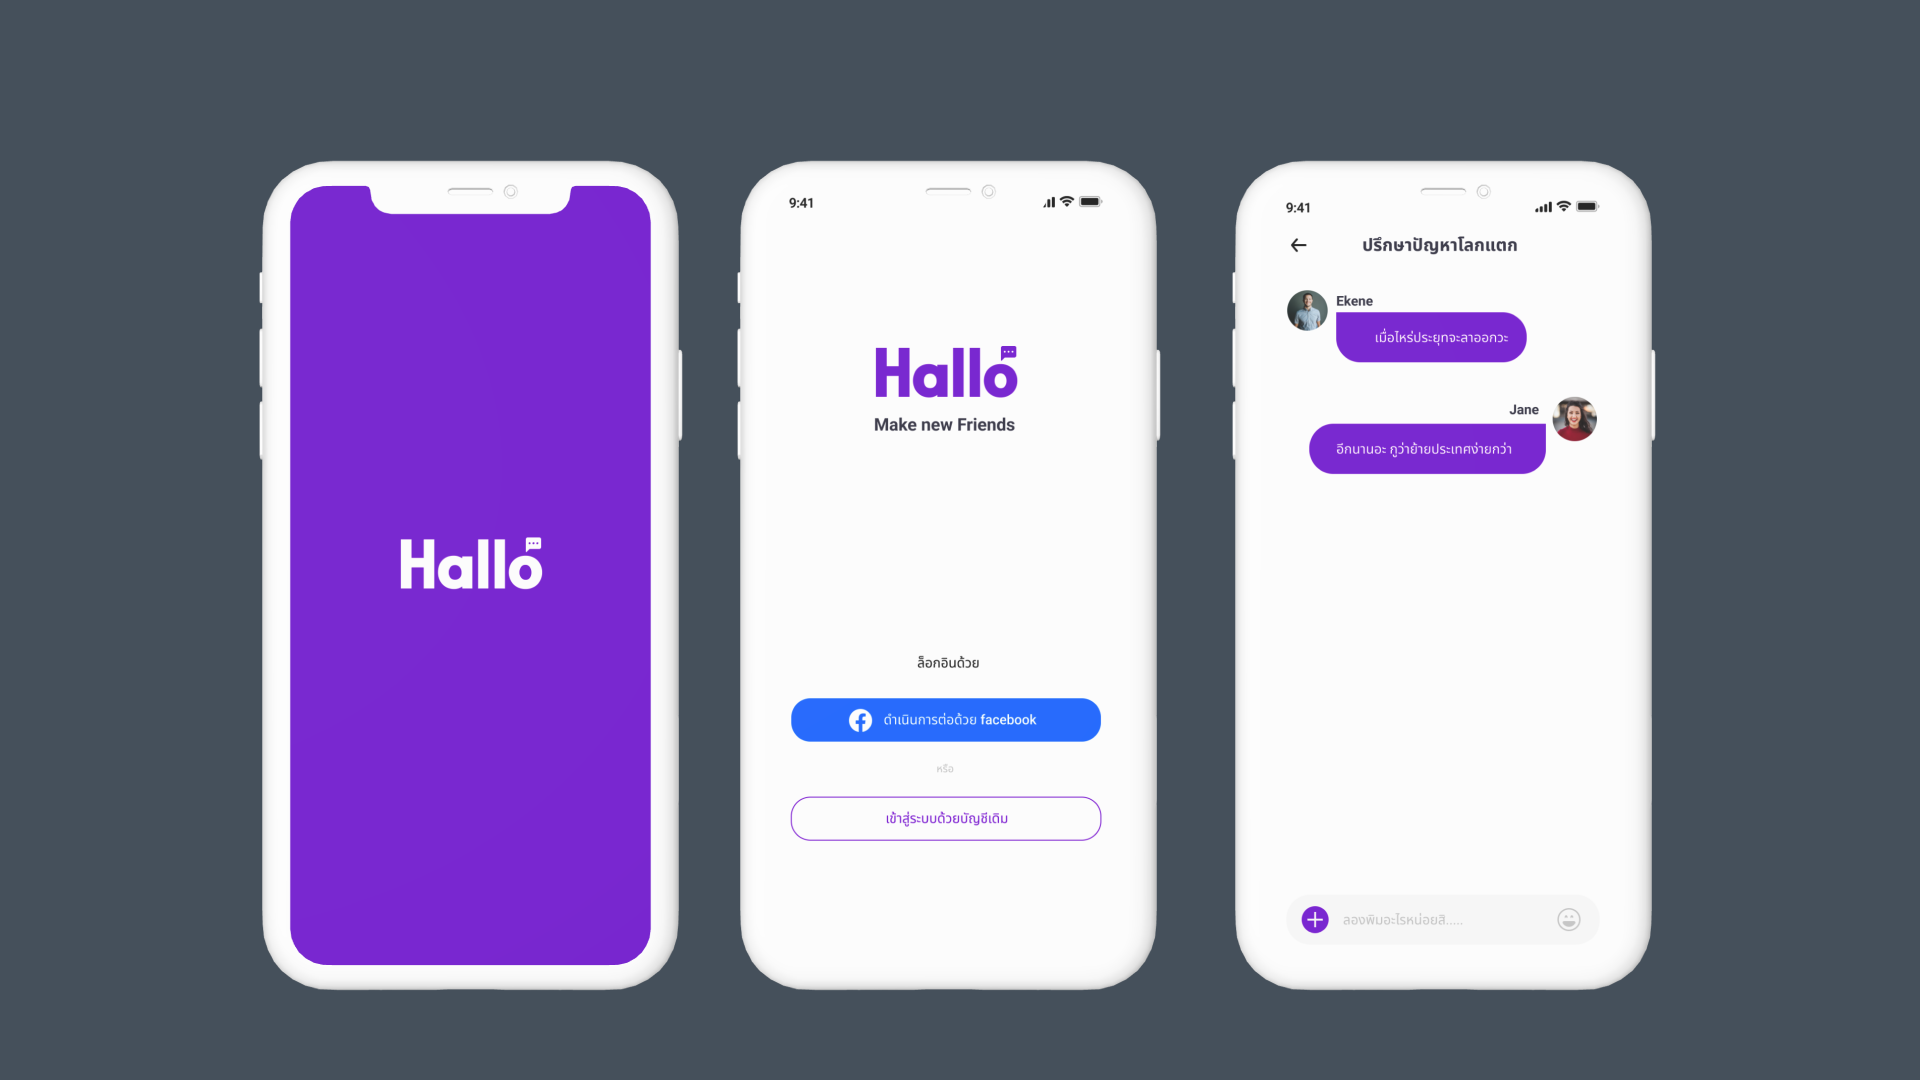 Hallo
9:41
Hallo
Make new Friends
ล็อกอินด้วย
ดำเนินการต่อด้วย facebook
หรือ
เข้าสู่ระบบด้วยบัญชีเดิม
9:41
ปรึกษาปัญหาโลกแตก
Ekene
เมื่อไหร่ประยุทจะลาออกวะ
Jane
อีกนานอะ กูว่าย้ายประเทศง่ายกว่า
ลองพิมอะไรหน่อยสิ.....